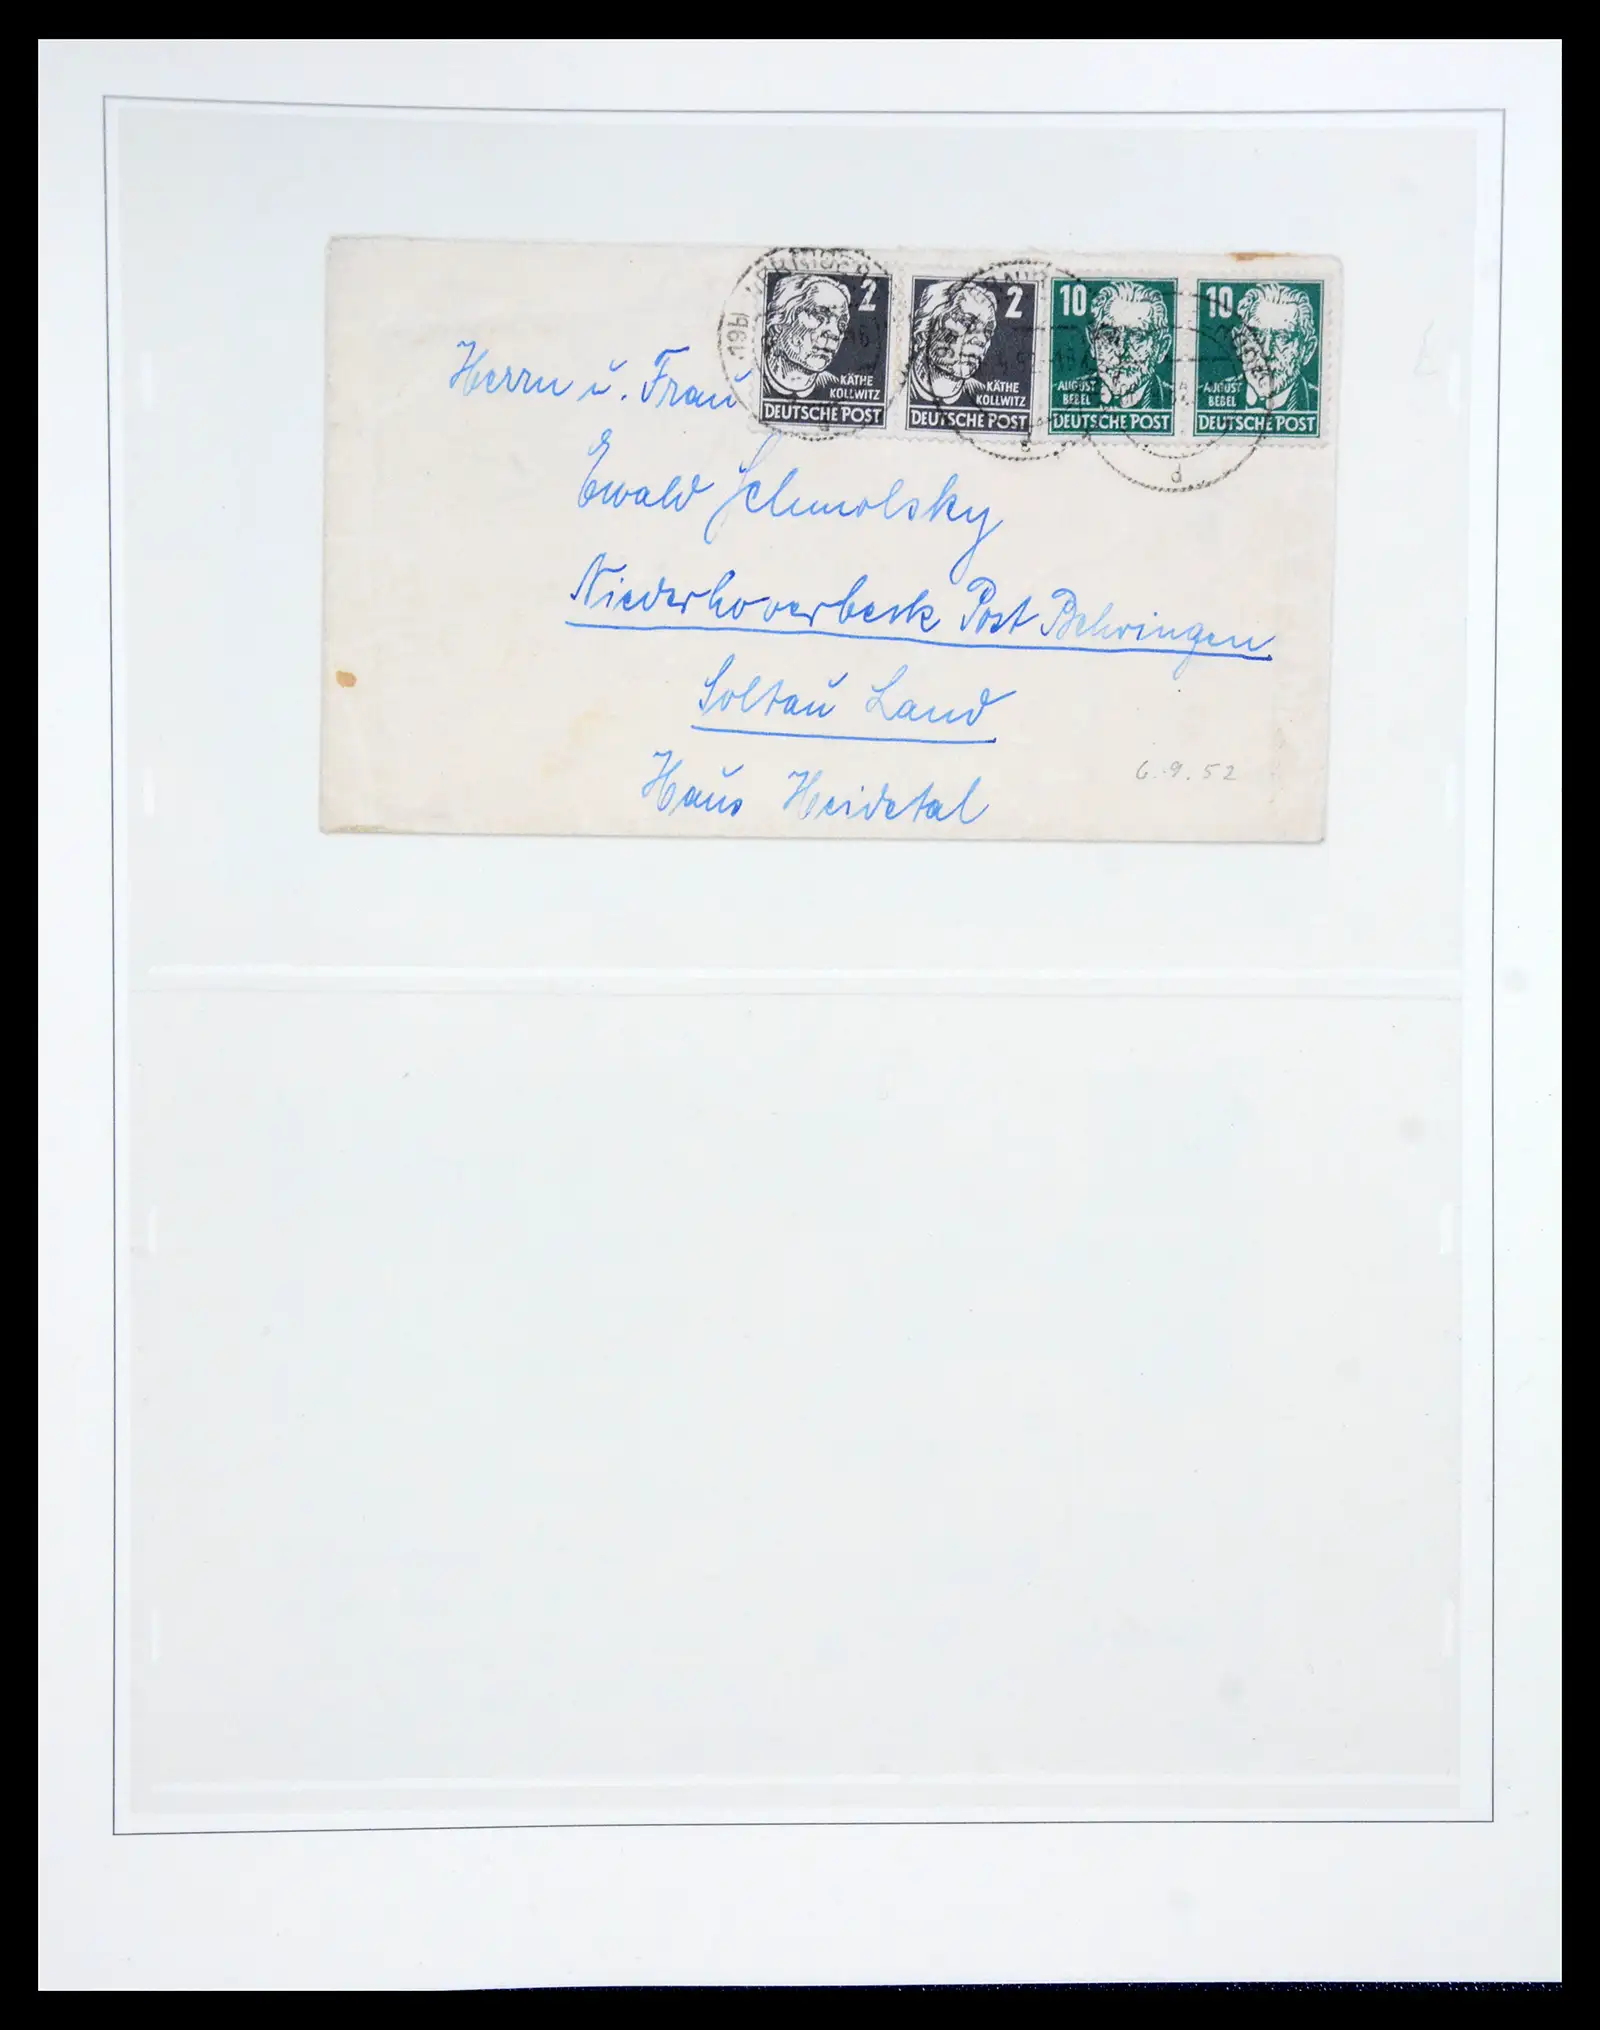 2
2
10
10
KÄTHE KOLLWITZ
KÄTHE KOLLWITZ
AUGUST BEBEL
AUGUST BEBEL
DEUTSCHE POST
DEUTSCHE POST
DEUTSCHE POST
DEUTSCHE POST
d
Herrn u. Frau
Ewald Schmolsky
Niederhoverbeck Post Behringen
Soltau Land
Haus Heidetal
6.9.52